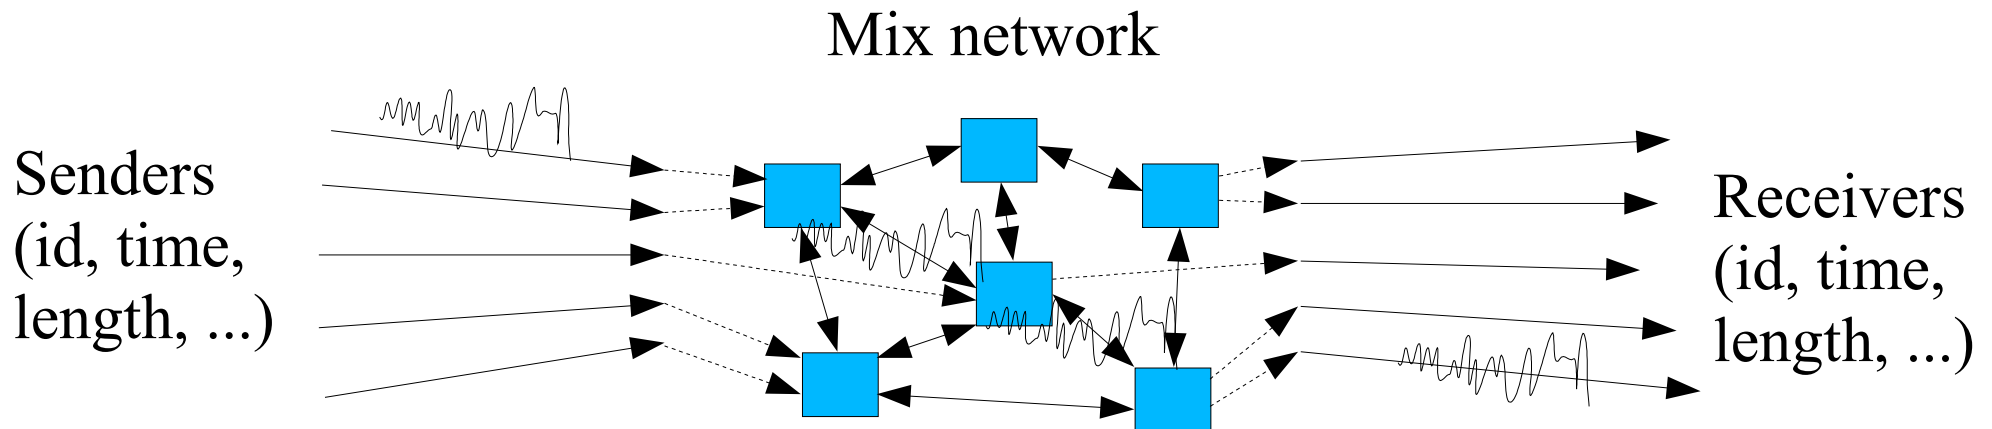 Mix network
Senders
(id, time,
length, ...)
Receivers
(id, time,
length, ...)